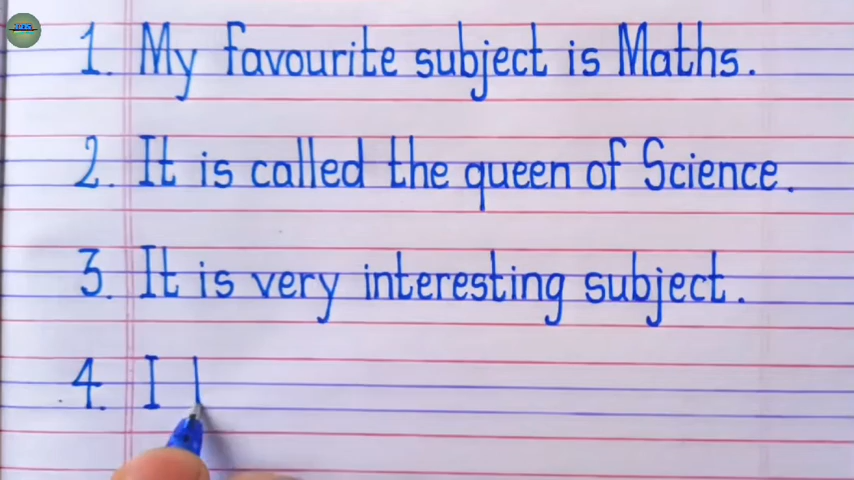 1. My favourite subject is Maths.
2. It is called the queen of Science.
3. It is very interesting subject.
4. I